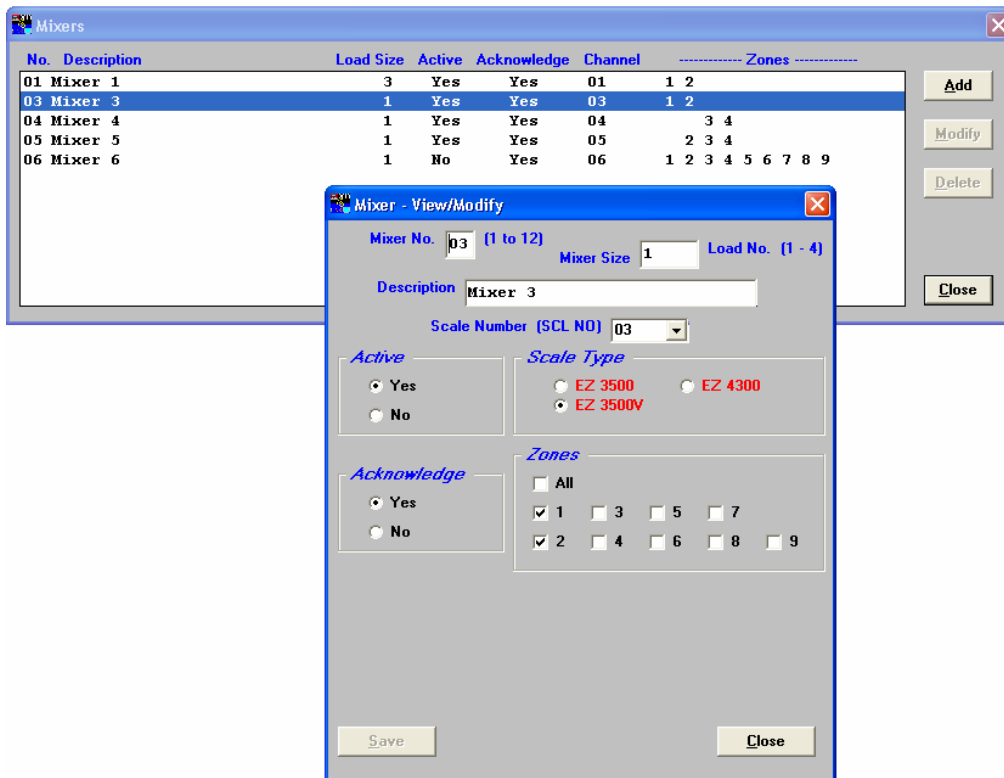 Mixers
No. Description Load Size Active Acknowledge Channel ------------ Zones ------------
01 Mixer 1 3 Yes Yes 01 1 2
03 Mixer 3 1 Yes Yes 03 1 2
04 Mixer 4 1 Yes Yes 04 3 4
05 Mixer 5 1 Yes Yes 05 2 3 4
06 Mixer 6 1 No Yes 06 1 2 3 4 5 6 7 8 9
Add
Modify
Delete
Close
Mixer - View/Modify
Mixer No. 03 (1 to 12)
Mixer Size 1 Load No. (1 - 4)
Description Mixer 3
Scale Number (SCL NO) 03
Active
Yes
No
Scale Type
EZ 3500 EZ 4300
EZ 3500V
Acknowledge
Yes
No
Zones
All
1 3 5 7
2 4 6 8 9
Save Close